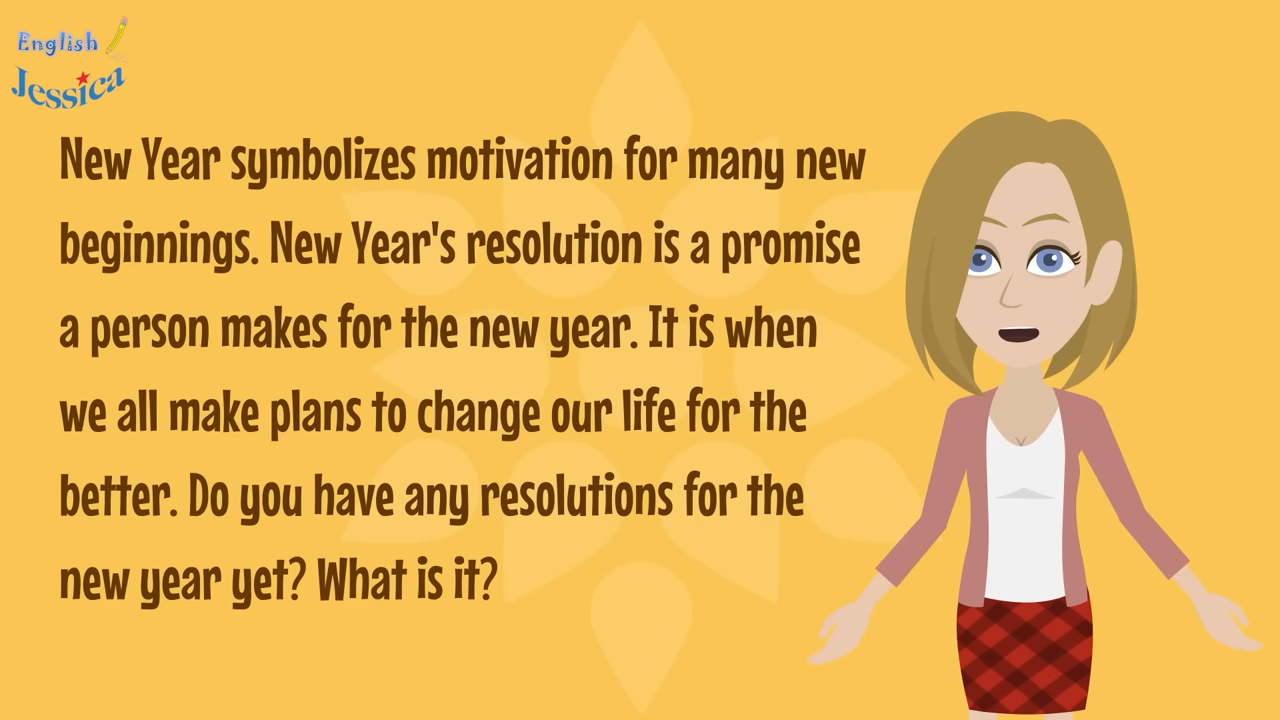 English
Jessica
New Year symbolizes motivation for many new
beginnings. New Year's resolution is a promise
a person makes for the new year. It is when
we all make plans to change our life for the
better. Do you have any resolutions for the
new year yet? What is it?